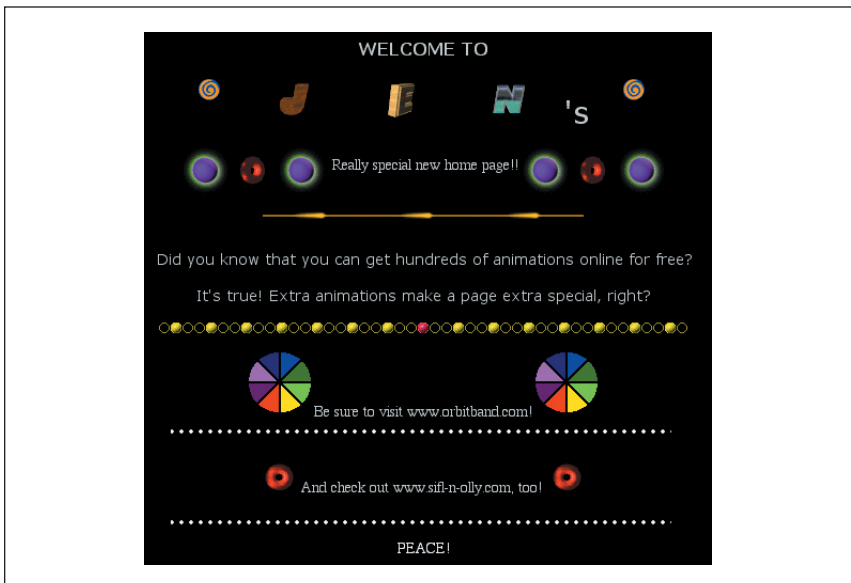 WELCOME TO
J E N 's
Really special new home page!!
Did you know that you can get hundreds of animations online for free?
It's true! Extra animations make a page extra special, right?
Be sure to visit www.orbitband.com!
And check out www.sifl-n-olly.com, too!
PEACE!